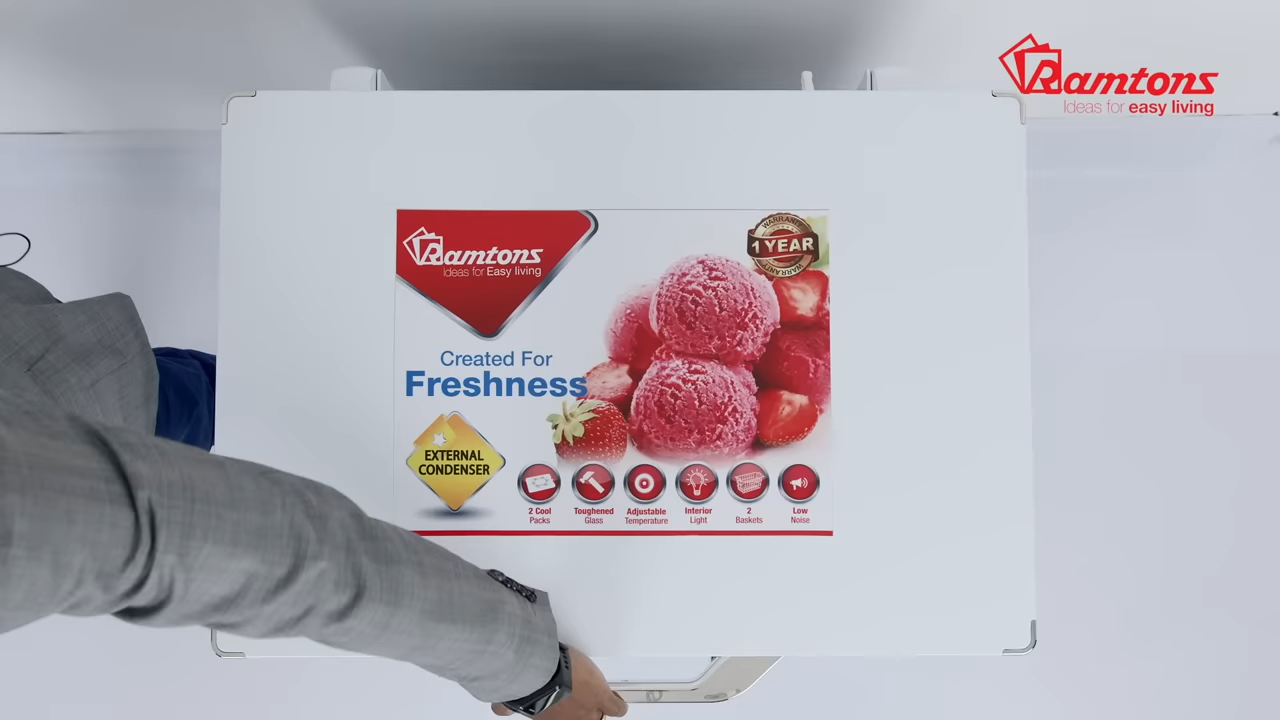 Ramtons
Ideas for easy living
Ramtons
Ideas for Easy living
WARRANTY
1 YEAR
WARRANTY
Created For
Freshness
EXTERNAL
CONDENSER
2 Cool
Packs
Toughened
Glass
Adjustable
Temperature
Interior
Light
2
Baskets
Low
Noise